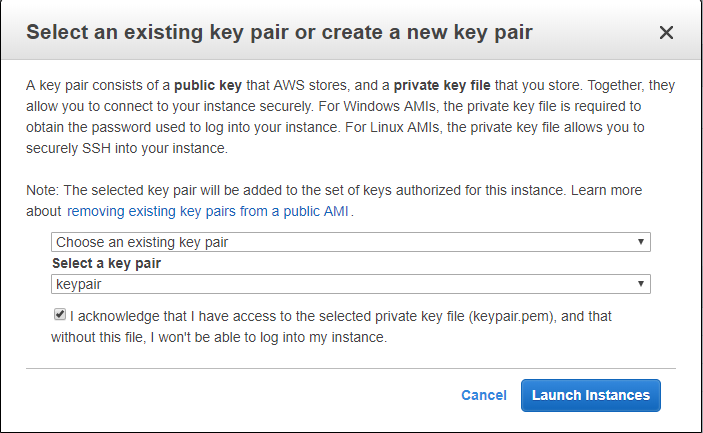 Select an existing key pair or create a new key pair
A key pair consists of a public key that AWS stores, and a private key file that you store. Together, they
allow you to connect to your instance securely. For Windows AMIs, the private key file is required to
obtain the password used to log into your instance. For Linux AMIs, the private key file allows you to
securely SSH into your instance.
Note: The selected key pair will be added to the set of keys authorized for this instance. Learn more
about removing existing key pairs from a public AMI.
Choose an existing key pair
Select a key pair
keypair
I acknowledge that I have access to the selected private key file (keypair.pem), and that
without this file, I won't be able to log into my instance.
Cancel Launch Instances